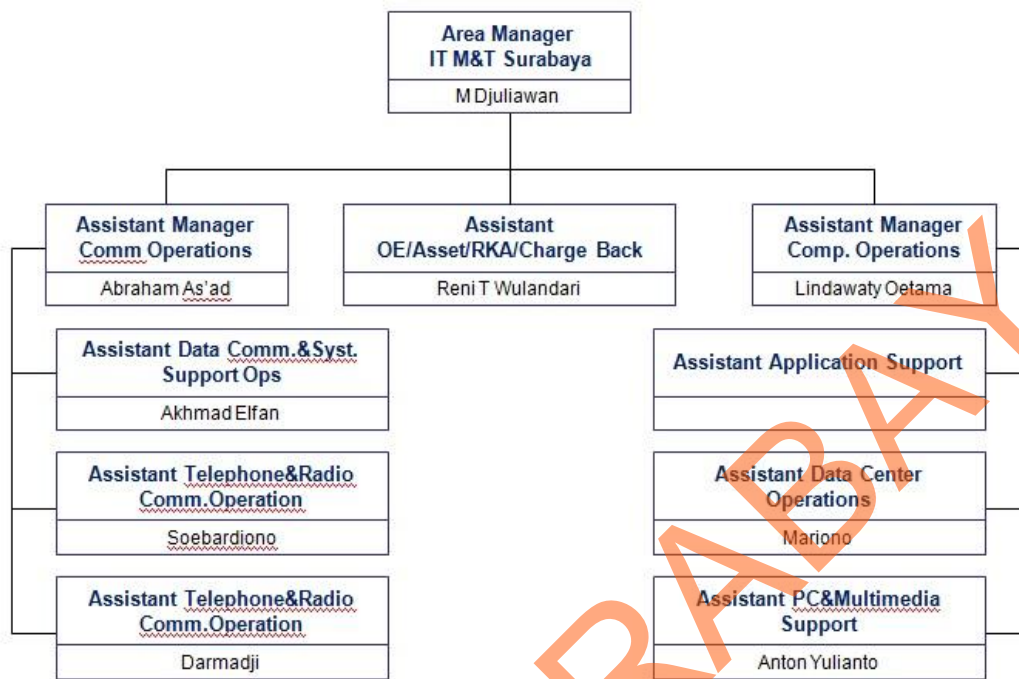 Area Manager
IT M&T Surabaya
M Djuliawan
Assistant Manager
Comm Operations
Abraham As'ad
Assistant
OE/Asset/RKA/Charge Back
Reni T Wulandari
Assistant Manager
Comp. Operations
Lindawaty Oetama
Assistant Data Comm.&Syst.
Support Ops
Akhmad Elfan
Assistant Application Support
Assistant Telephone&Radio
Comm.Operation
Soebardiono
Assistant Data Center
Operations
Mariono
Assistant Telephone&Radio
Comm.Operation
Darmadji
Assistant PC&Multimedia
Support
Anton Yulianto
RABAY